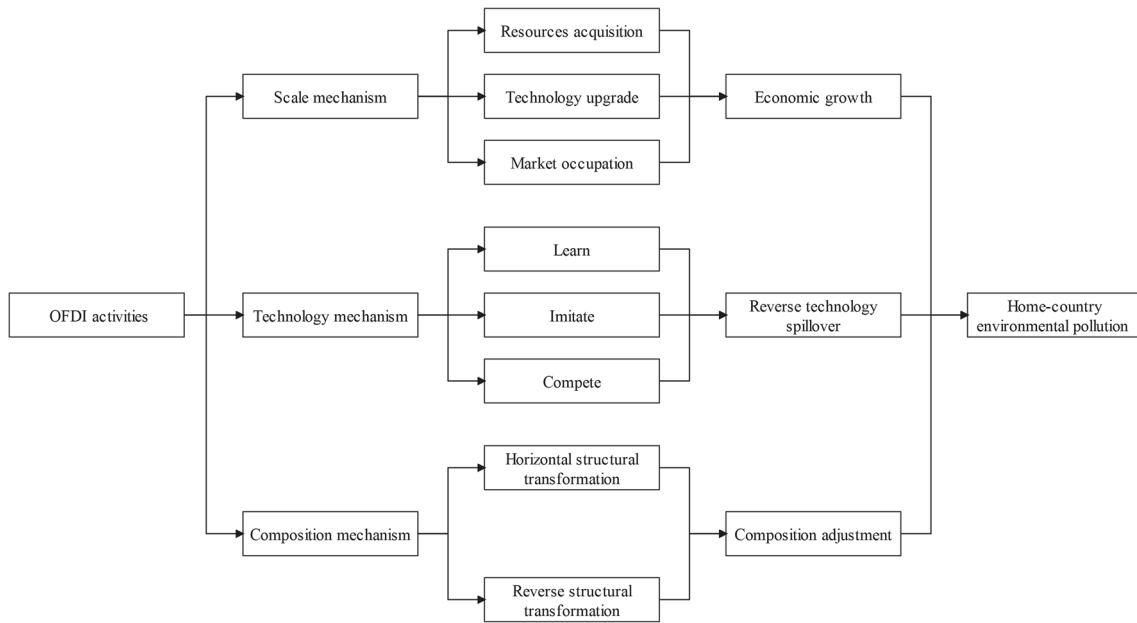 Resources acquisition
Scale mechanism
Technology upgrade
Economic growth
Market occupation
Learn
OFDI activities
Technology mechanism
Imitate
Reverse technology
spillover
Home-country
environmental pollution
Compete
Horizontal structural
transformation
Composition mechanism
Composition adjustment
Reverse structural
transformation